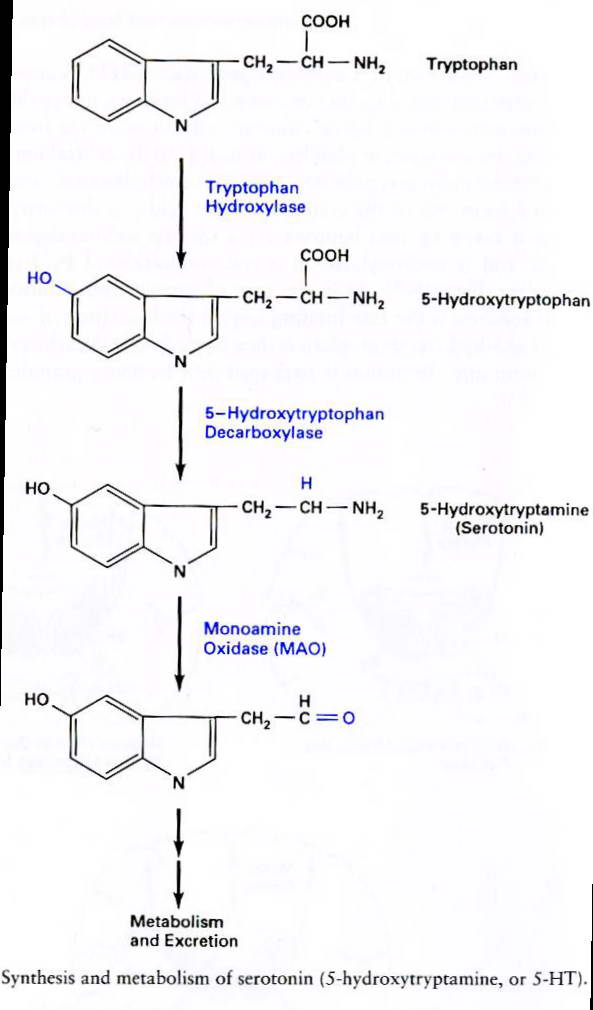 COOH
CH2—CH—NH2 Tryptophan
N
Tryptophan
Hydroxylase
COOH
HO
CH2—CH—NH2 5-Hydroxytryptophan
N
5-Hydroxytryptophan
Decarboxylase
H
HO
CH2—CH—NH2 5-Hydroxytryptamine
(Serotonin)
N
Monoamine
Oxidase (MAO)
H
HO
CH2—C=O
N
Metabolism
and Excretion
Synthesis and metabolism of serotonin (5-hydroxytryptamine, or 5-HT).